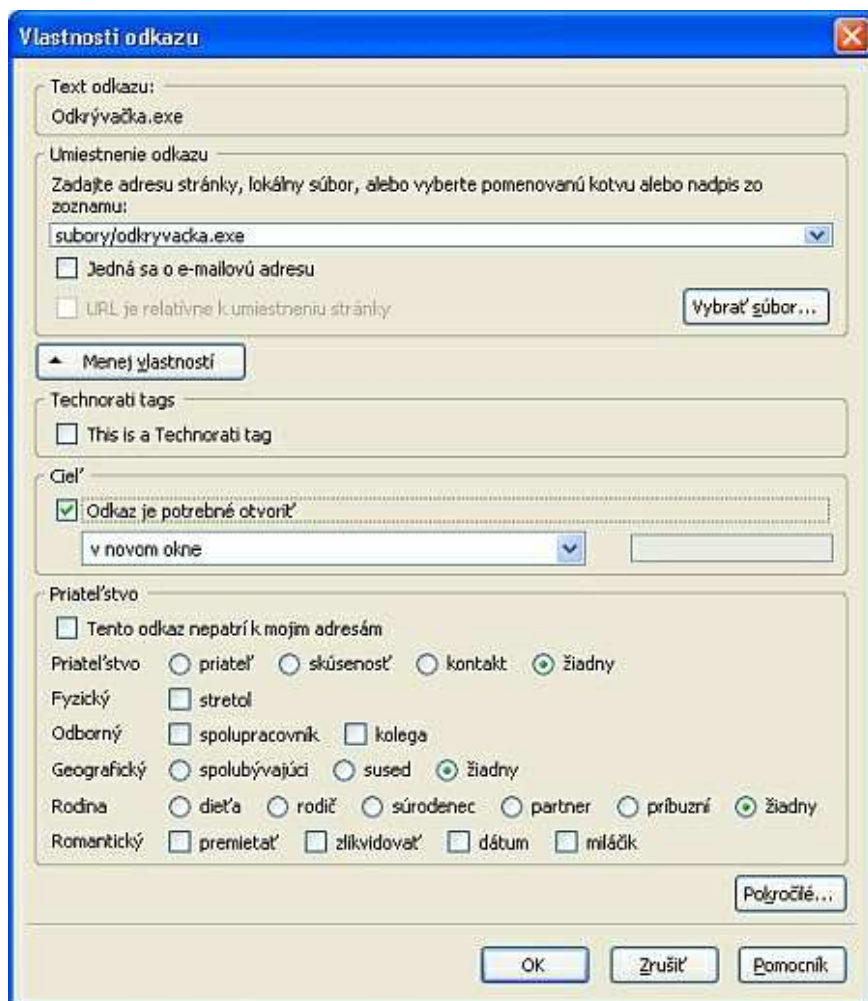 Vlastnosti odkazu
Text odkazu:
Odkrývačka.exe
Umiestnenie odkazu
Zadajte adresu stránky, lokálny súbor, alebo vyberte pomenovanú kotvu alebo nadpis zo
zoznamu:
subory/odkryvacka.exe
Jedná sa o e-mailovú adresu
URL je relatívne k umiestneniu stránky
Vybrať súbor...
Menej vlastností
Technorati tags
This is a Technorati tag
Cieľ
Odkaz je potrebné otvoriť
v novom okne
Priateľstvo
Tento odkaz nepatrí k mojim adresám
Priateľstvo priateľ skúsenosť kontakt žiadny
Fyzický stretol
Odborný spolupracovník kolega
Geografický spolubývajúci sused žiadny
Rodina dieťa rodič súrodenec partner príbuzní žiadny
Romantický premietať zlikvidovať dátum miláčik
Pokročilé...
OK Zrušiť Pomocník